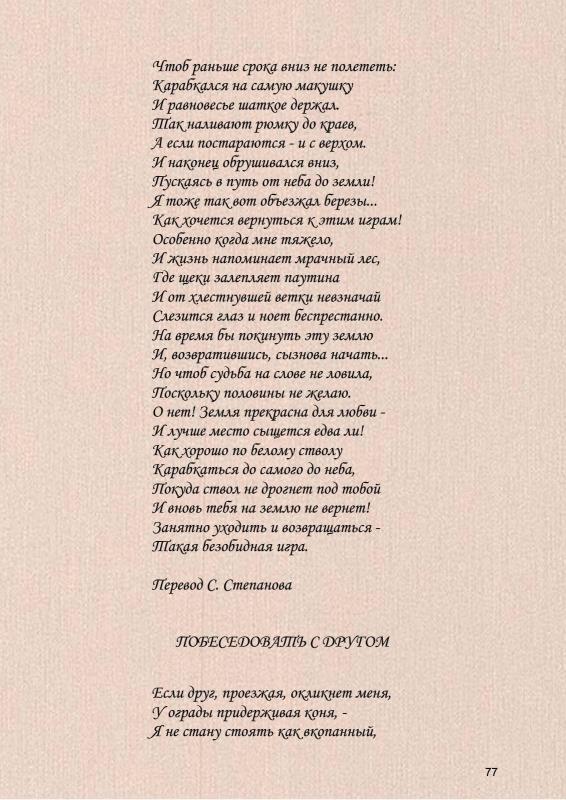 Чтоб раньше срока вниз не полететь:
Карабкался на самую макушку
И равновесье шаткое держал.
Так наливают рюмку до краев,
А если постараются - и с верхом.
И наконец обрушивался вниз,
Пускаясь в путь от неба до земли!
Я тоже так вот объезжал березы...
Как хочется вернуться к этим играм!
Особенно когда мне тяжело,
И жизнь напоминает мрачный лес,
Где щеки залепляет паутина
И от хлестнувшей ветки невзначай
Слезится глаз и ноет беспрестанно.
На время бы покинуть эту землю
И, возвратившись, сызнова начать...
Но чтоб судьба на слове не ловила,
Поскольку половины не желаю.
О нет! Земля прекрасна для любви -
И лучше место сыщется едва ли!
Как хорошо по белому стволу
Карабкаться до самого до неба,
Покуда ствол не дрогнет под тобой
И вновь тебя на землю не вернет!
Занятно уходить и возвращаться -
Такая безобидная игра.
Перевод С. Степанова
ПОБЕСЕДОВАТЬ С ДРУГОМ
Если друг, проезжая, окликнет меня,
У ограды придерживая коня, -
Я не стану стоять как вкопанный,
77